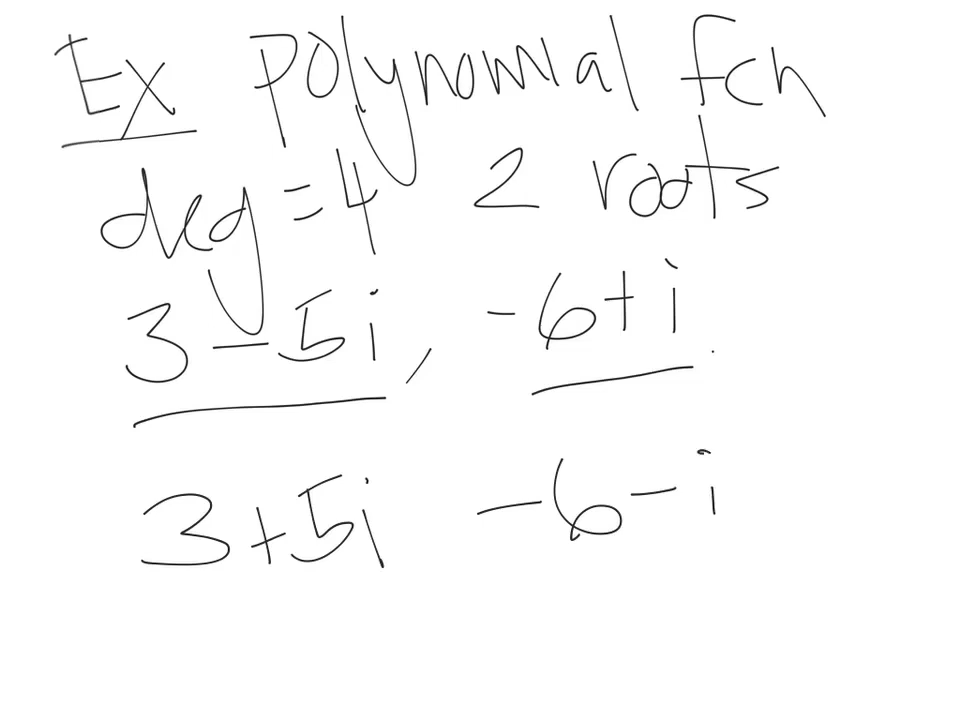 Ex polynomial fcn
deg = 4 2 roots
3 - 5i, -6 + i.
3 + 5i -6 - i